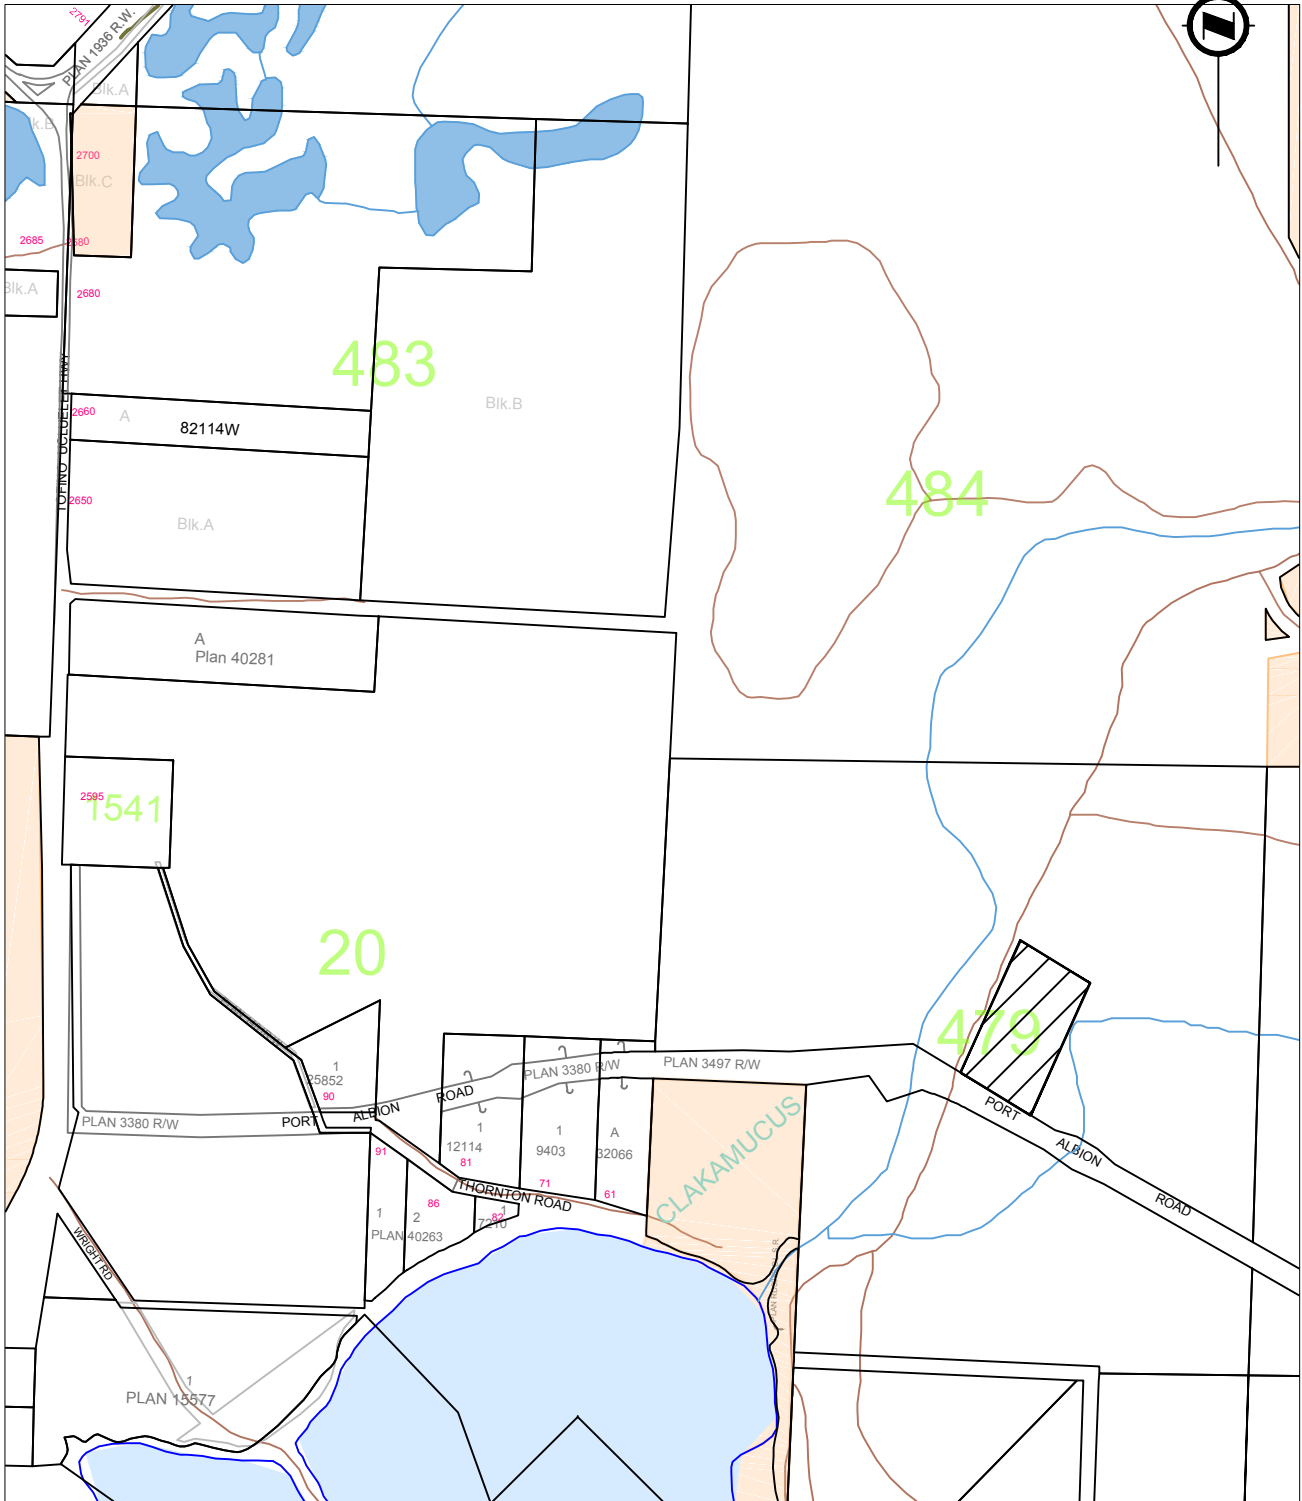 2791
PLAN 1936 R.W.
Blk.A
k.B
2700
Blk.C
2685
2680
Blk.A
2680
483
TOFINO UCLUELET HWY
2660
A
82114W
Blk.B
2650
Blk.A
484
A
Plan 40281
2595
1541
20
479
1
25852
90
PLAN 3380 R/W
PORT ALBION ROAD
PLAN 3380 R/W
PLAN 3497 R/W
1
12114
81
1
9403
71
A
32066
61
CLAKAMUCUS
PORT ALBION ROAD
91
1
86
2
PLAN 40263
THORNTON ROAD
1
7210
82
WRIGHT RD
1
PLAN 15577